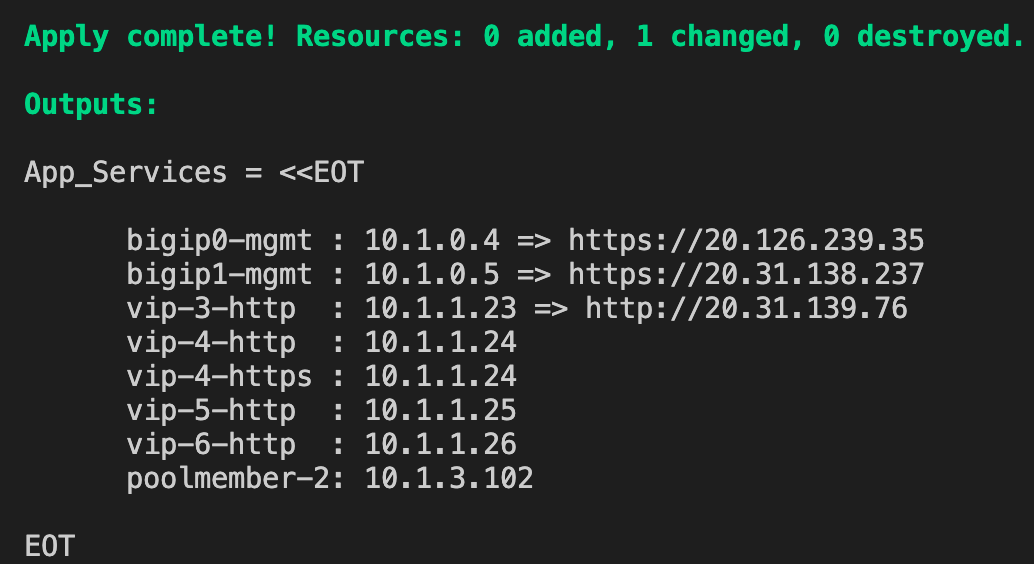 Apply complete! Resources: 0 added, 1 changed, 0 destroyed.
Outputs:
App_Services = <<EOT
bigip0-mgmt : 10.1.0.4 => https://20.126.239.35
bigip1-mgmt : 10.1.0.5 => https://20.31.138.237
vip-3-http  : 10.1.1.23 => http://20.31.139.76
vip-4-http  : 10.1.1.24
vip-4-https : 10.1.1.24
vip-5-http  : 10.1.1.25
vip-6-http  : 10.1.1.26
poolmember-2: 10.1.3.102
EOT